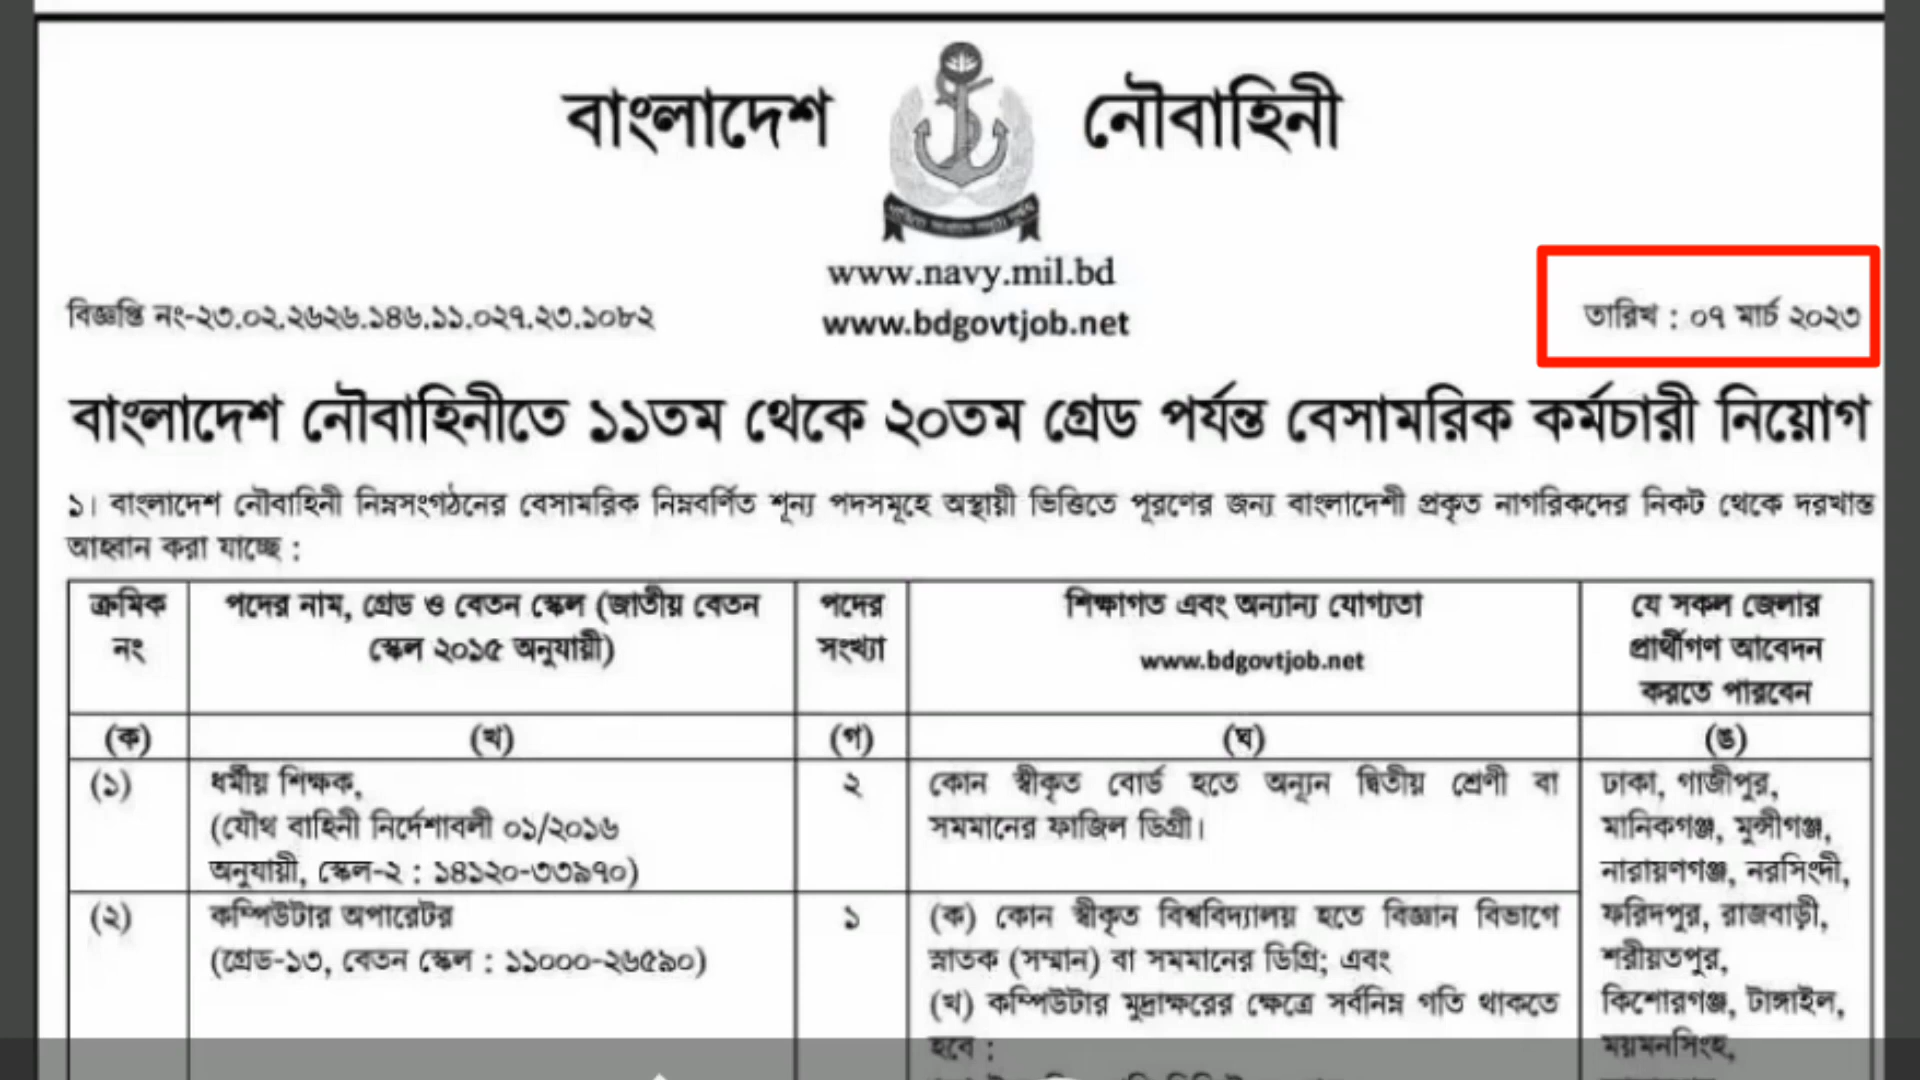 বাংলাদেশ নৌবাহিনী
www.navy.mil.bd
বিজ্ঞপ্তি নং-২৩.০২.২৬২৬.১৪৬.১১.০২৭.২৩.১০৮২
www.bdgovtjob.net
তারিখ : ০৭ মার্চ ২০২৩
বাংলাদেশ নৌবাহিনীতে ১১তম থেকে ২০তম গ্রেড পর্যন্ত বেসামরিক কর্মচারী নিয়োগ
১। বাংলাদেশ নৌবাহিনী নিম্নসংগঠনের বেসামরিক নিম্নবর্ণিত শূন্য পদসমূহে অস্থায়ী ভিত্তিতে পূরণের জন্য বাংলাদেশী প্রকৃত নাগরিকদের নিকট থেকে দরখাস্ত
আহ্বান করা যাচ্ছে :
ক্রমিক
নং
পদের নাম, গ্রেড ও বেতন স্কেল (জাতীয় বেতন
স্কেল ২০১৫ অনুযায়ী)
পদের
সংখ্যা
শিক্ষাগত এবং অন্যান্য যোগ্যতা
www.bdgovtjob.net
যে সকল জেলার
প্রার্থীগণ আবেদন
করতে পারবেন
(ক)
(খ)
(গ)
(ঘ)
(ঙ)
(১)
ধর্মীয় শিক্ষক,
(যৌথ বাহিনী নির্দেশাবলী ০১/২০১৬
অনুযায়ী, স্কেল-২ : ১৪১২০-৩৩৯৭০)
২
কোন স্বীকৃত বোর্ড হতে অন্যূন দ্বিতীয় শ্রেণী বা
সমমানের ফাজিল ডিগ্রী।
ঢাকা, গাজীপুর,
মানিকগঞ্জ, মুন্সীগঞ্জ,
নারায়ণগঞ্জ, নরসিংদী,
ফরিদপুর, রাজবাড়ী,
শরীয়তপুর,
কিশোরগঞ্জ, টাঙ্গাইল,
ময়মনসিংহ,
(২)
কম্পিউটার অপারেটর
(গ্রেড-১৩, বেতন স্কেল : ১১০০০-২৬৫৯০)
১
(ক) কোন স্বীকৃত বিশ্ববিদ্যালয় হতে বিজ্ঞান বিভাগে
স্নাতক (সম্মান) বা সমমানের ডিগ্রি; এবং
(খ) কম্পিউটার মুদ্রাক্ষরের ক্ষেত্রে সর্বনিম্ন গতি থাকতে
হবে :